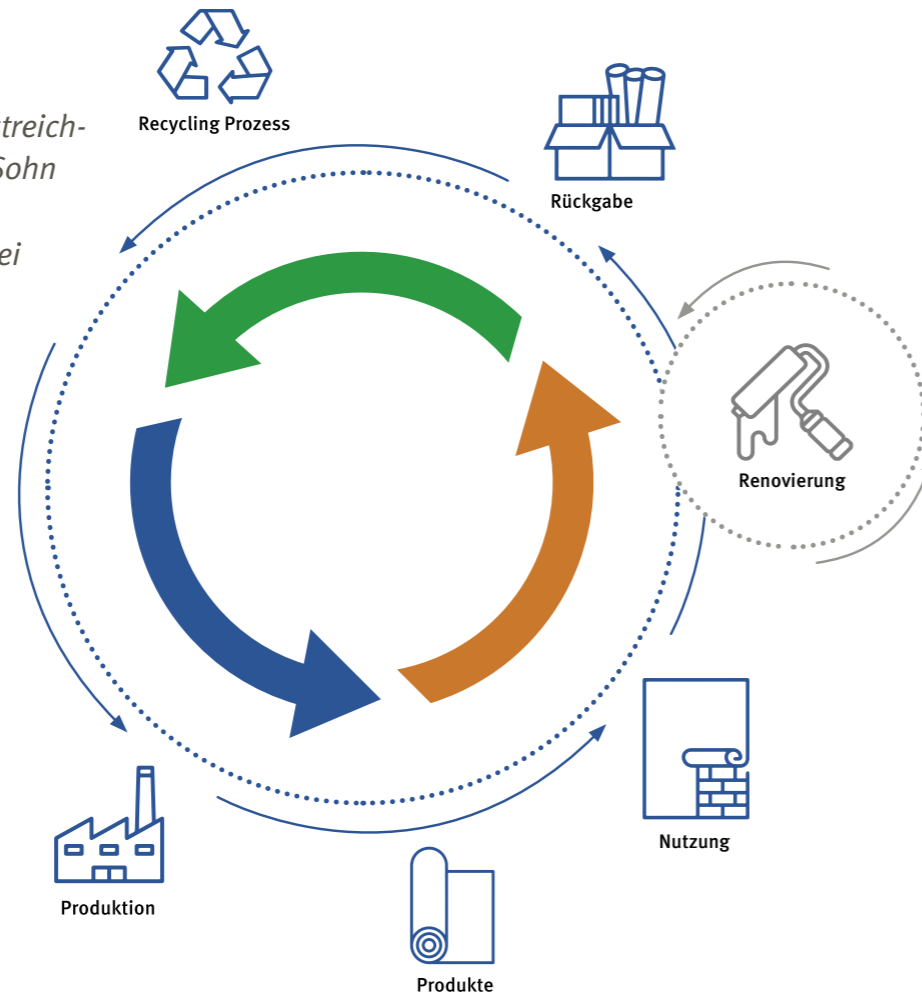 Recycling Prozess
treich-
Sohn
Rückgabe
ei
Renovierung
Nutzung
Produktion
Produkte